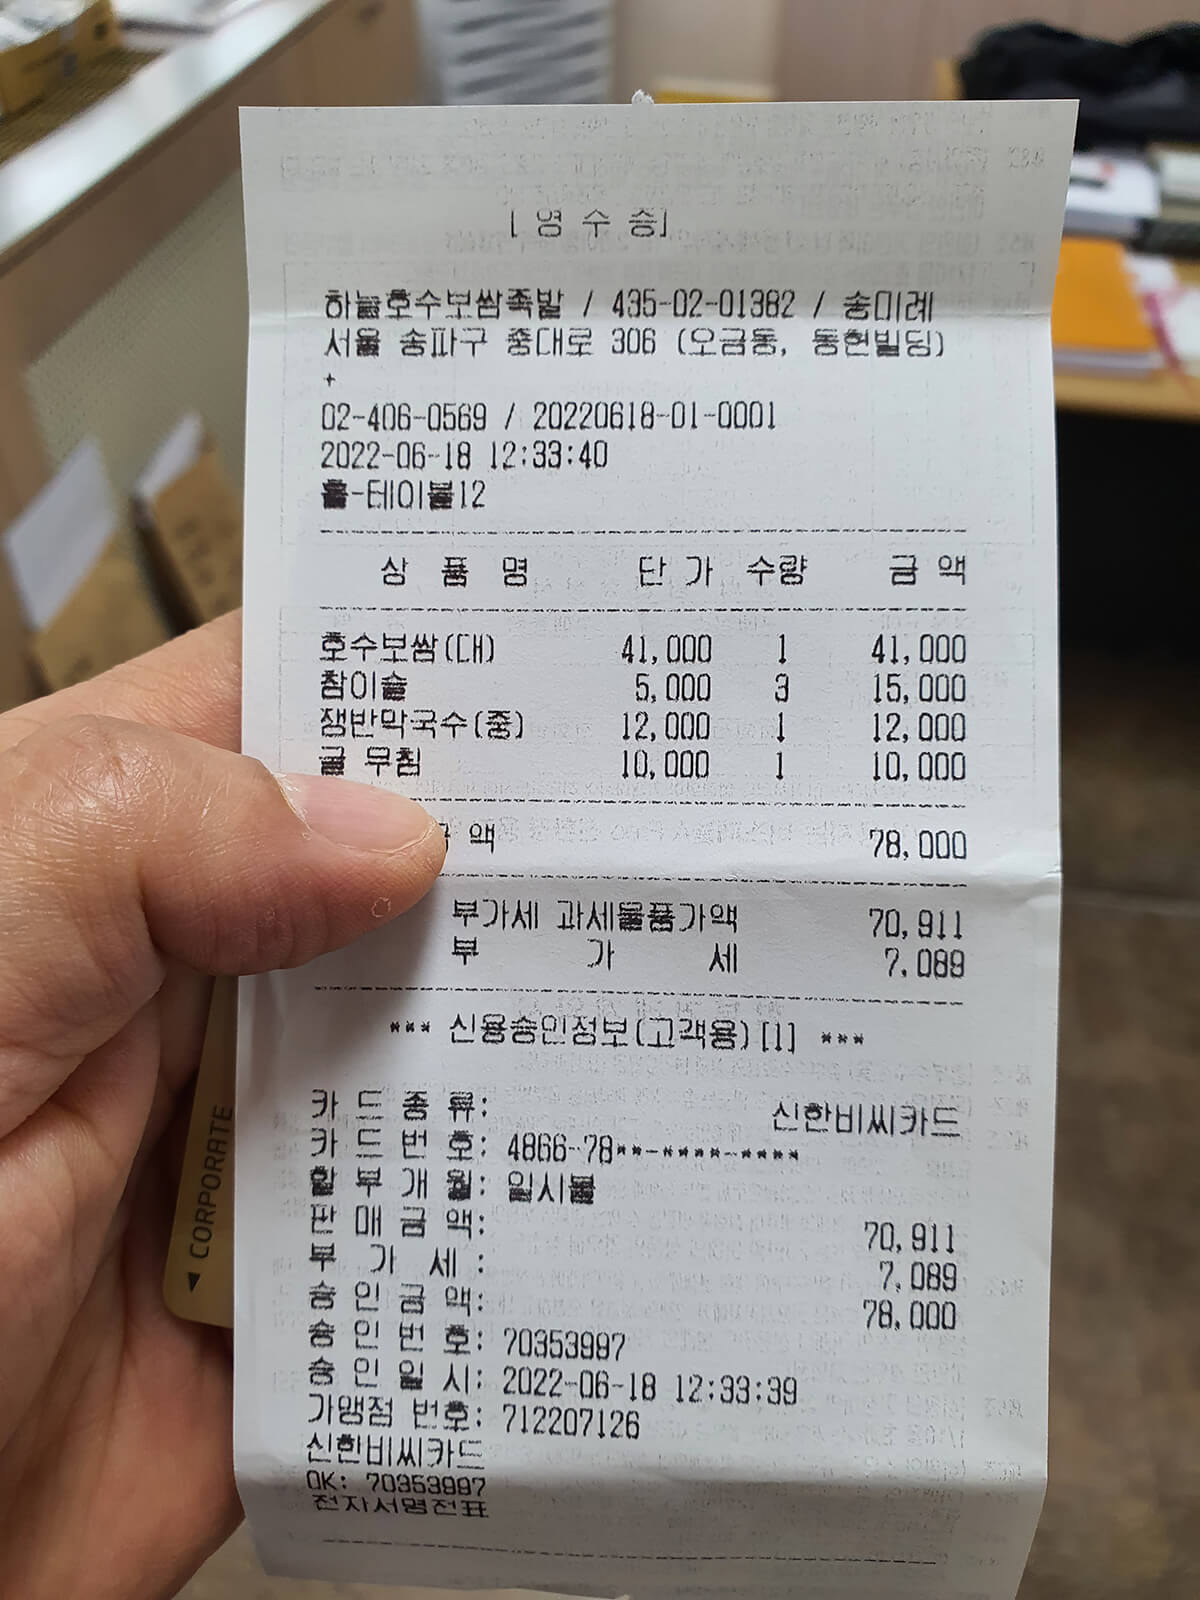 [ 영 수 증]
하늘호수보쌈족발 / 435-02-01382 / 송미례
서울 송파구 중대로 306 (오금동, 동현빌딩)
+
02-406-0569 / 20220618-01-0001
2022-06-18 12:33:40
홀-테이블12
상 품 명 단 가 수량 금 액
호수보쌈(대) 41,000 1 41,000
참이슬 5,000 3 15,000
쟁반막국수(중) 12,000 1 12,000
굴 무침 10,000 1 10,000
금 액 78,000
부가세 과세물품가액 70,911
부 가 세 7,089
*** 신용승인정보(고객용)[1] ***
카 드 종 류: 신한비씨카드
카 드 번 호: 4866-78**-****-****
할 부 개 월: 일시불
판 매 금 액: 70,911
부 가 세 : 7,089
승 인 금 액: 78,000
승 인 번 호: 70353997
승 인 일 시: 2022-06-18 12:33:39
가맹점 번호: 712207126
신한비씨카드
OK: 70353997
전자서명전표
CORPORATE